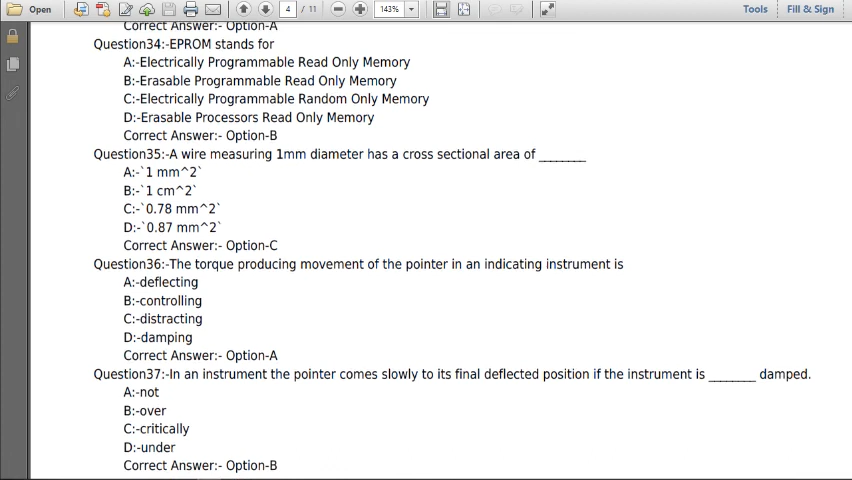 Open
4 / 11
143%
Tools
Fill & Sign
Correct Answer:- Option-A
Question34:-EPROM stands for
A:-Electrically Programmable Read Only Memory
B:-Erasable Programmable Read Only Memory
C:-Electrically Programmable Random Only Memory
D:-Erasable Processors Read Only Memory
Correct Answer:- Option-B
Question35:-A wire measuring 1mm diameter has a cross sectional area of ________
A:-`1 mm^2`
B:-`1 cm^2`
C:-`0.78 mm^2`
D:-`0.87 mm^2`
Correct Answer:- Option-C
Question36:-The torque producing movement of the pointer in an indicating instrument is
A:-deflecting
B:-controlling
C:-distracting
D:-damping
Correct Answer:- Option-A
Question37:-In an instrument the pointer comes slowly to its final deflected position if the instrument is ________ damped.
A:-not
B:-over
C:-critically
D:-under
Correct Answer:- Option-B